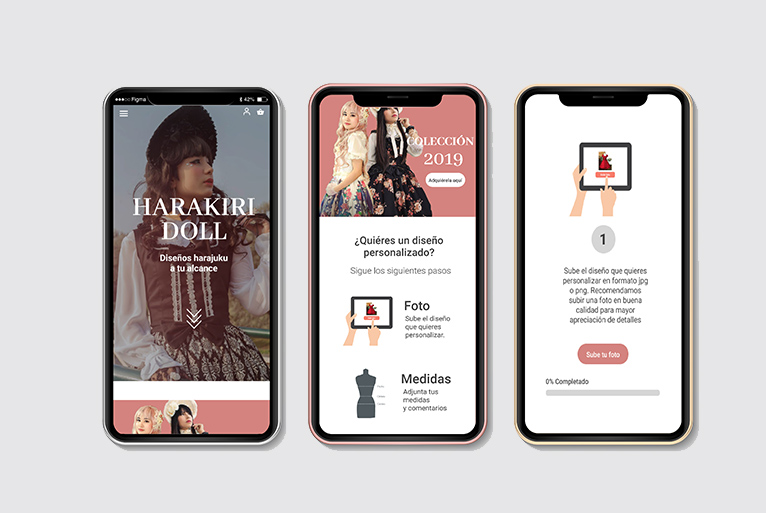 Figma
42%
HARAKIRI
DOLL
Diseños harajuku
a tu alcance
COLECCIÓN
2019
Adquiérela aquí
¿Quiéres un diseño
personalizado?
Sigue los siguientes pasos
Foto
Sube el diseño
que quieres
personalizar.
Medidas
Adjunta tus
medidas
y comentarios
1
Sube el diseño que quieres
personalizar en formato jpg
o png. Recomendamos
subir una foto en buena
calidad para mayor
apreciación de detalles
Sube tu foto
0% Completado